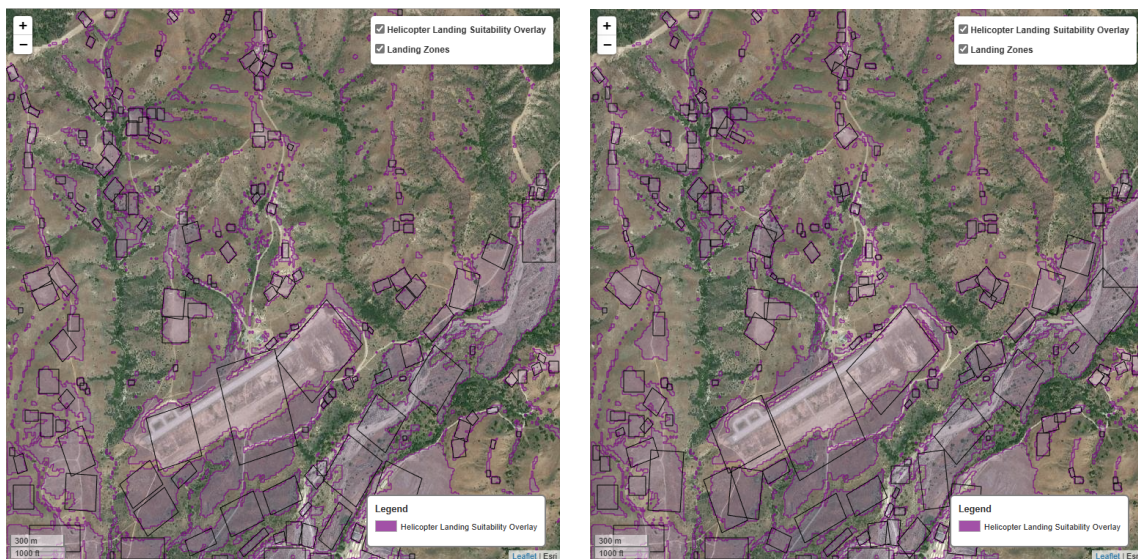 +
−
Helicopter Landing Suitability Overlay
Landing Zones
Legend
Helicopter Landing Suitability Overlay
300 m
1000 ft
Leaflet | Esri
+
−
Helicopter Landing Suitability Overlay
Landing Zones
Legend
Helicopter Landing Suitability Overlay
300 m
1000 ft
Leaflet | Esri